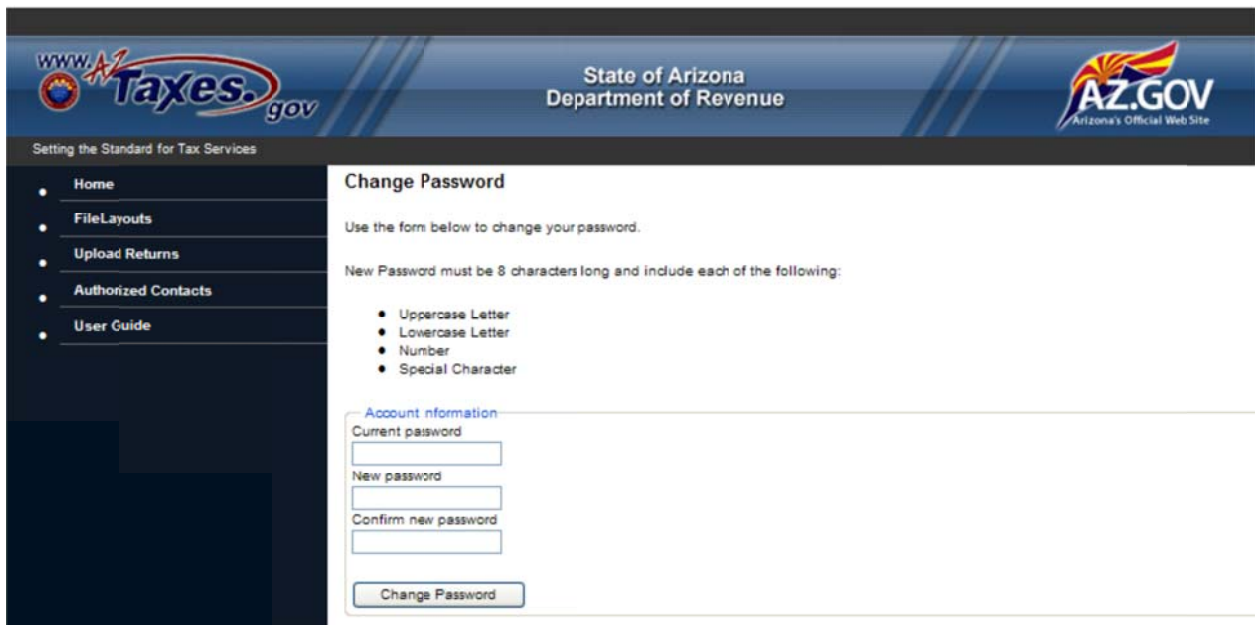 www.AZTaxes.gov
State of Arizona
Department of Revenue
AZ.GOV
Arizona's Official Web Site
Setting the Standard for Tax Services
Home
FileLayouts
Upload Returns
Authorized Contacts
User Guide
Change Password
Use the form below to change your password.
New Password must be 8 characters long and include each of the following:
Uppercase Letter
Lowercase Letter
Number
Special Character
Account nformation
Current password
New password
Confirm new password
Change Password